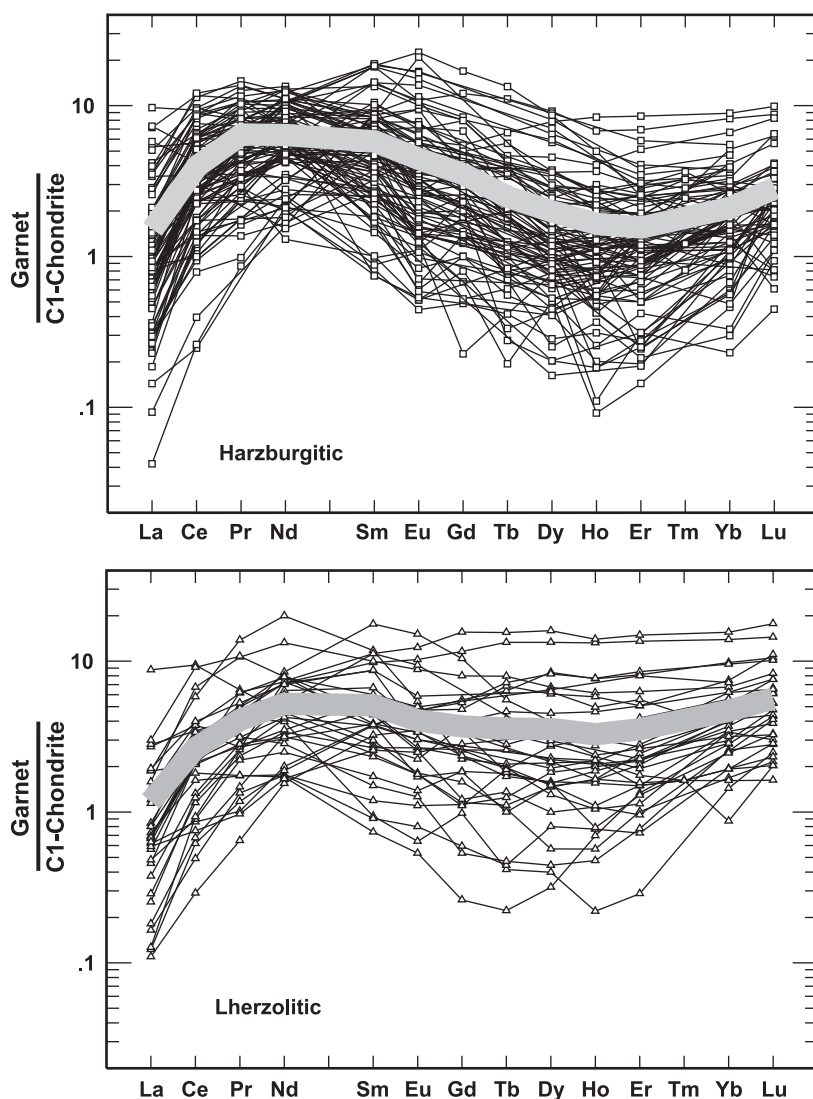 10
1
.1
Garnet
C1-Chondrite
Harzburgitic
La Ce Pr Nd Sm Eu Gd Tb Dy Ho Er Tm Yb Lu
10
1
.1
Garnet
C1-Chondrite
Lherzolitic
La Ce Pr Nd Sm Eu Gd Tb Dy Ho Er Tm Yb Lu